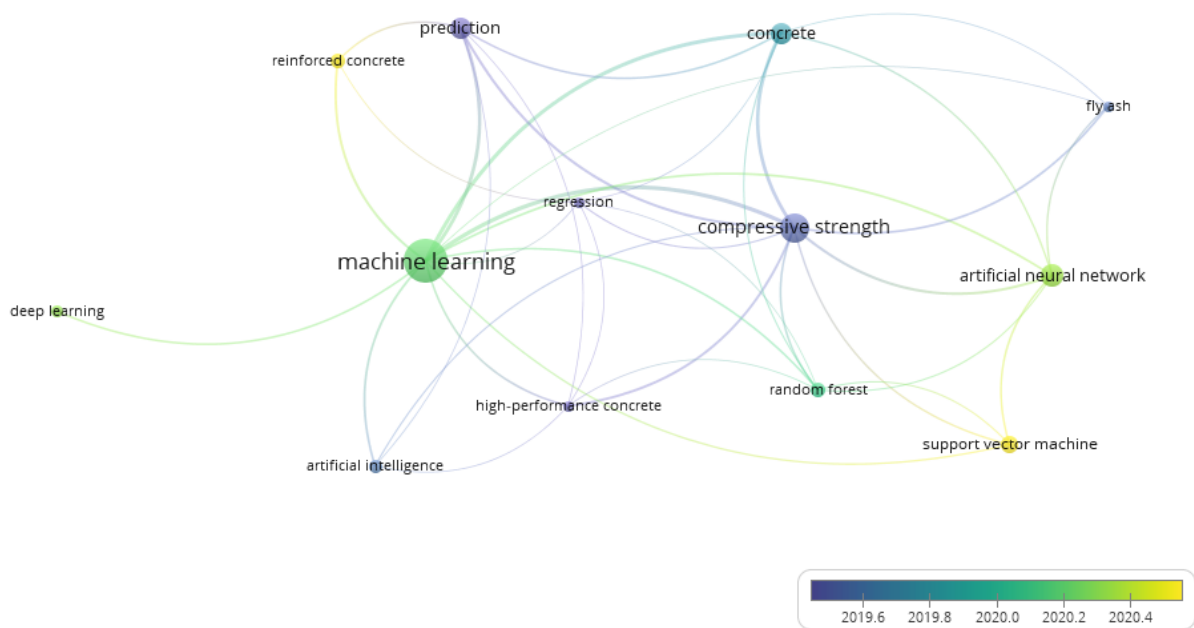 prediction
concrete
reinforced concrete
fly ash
regression
compressive strength
machine learning
artificial neural network
deep learning
random forest
high-performance concrete
support vector machine
artificial intelligence
2019.6 2019.8 2020.0 2020.2 2020.4